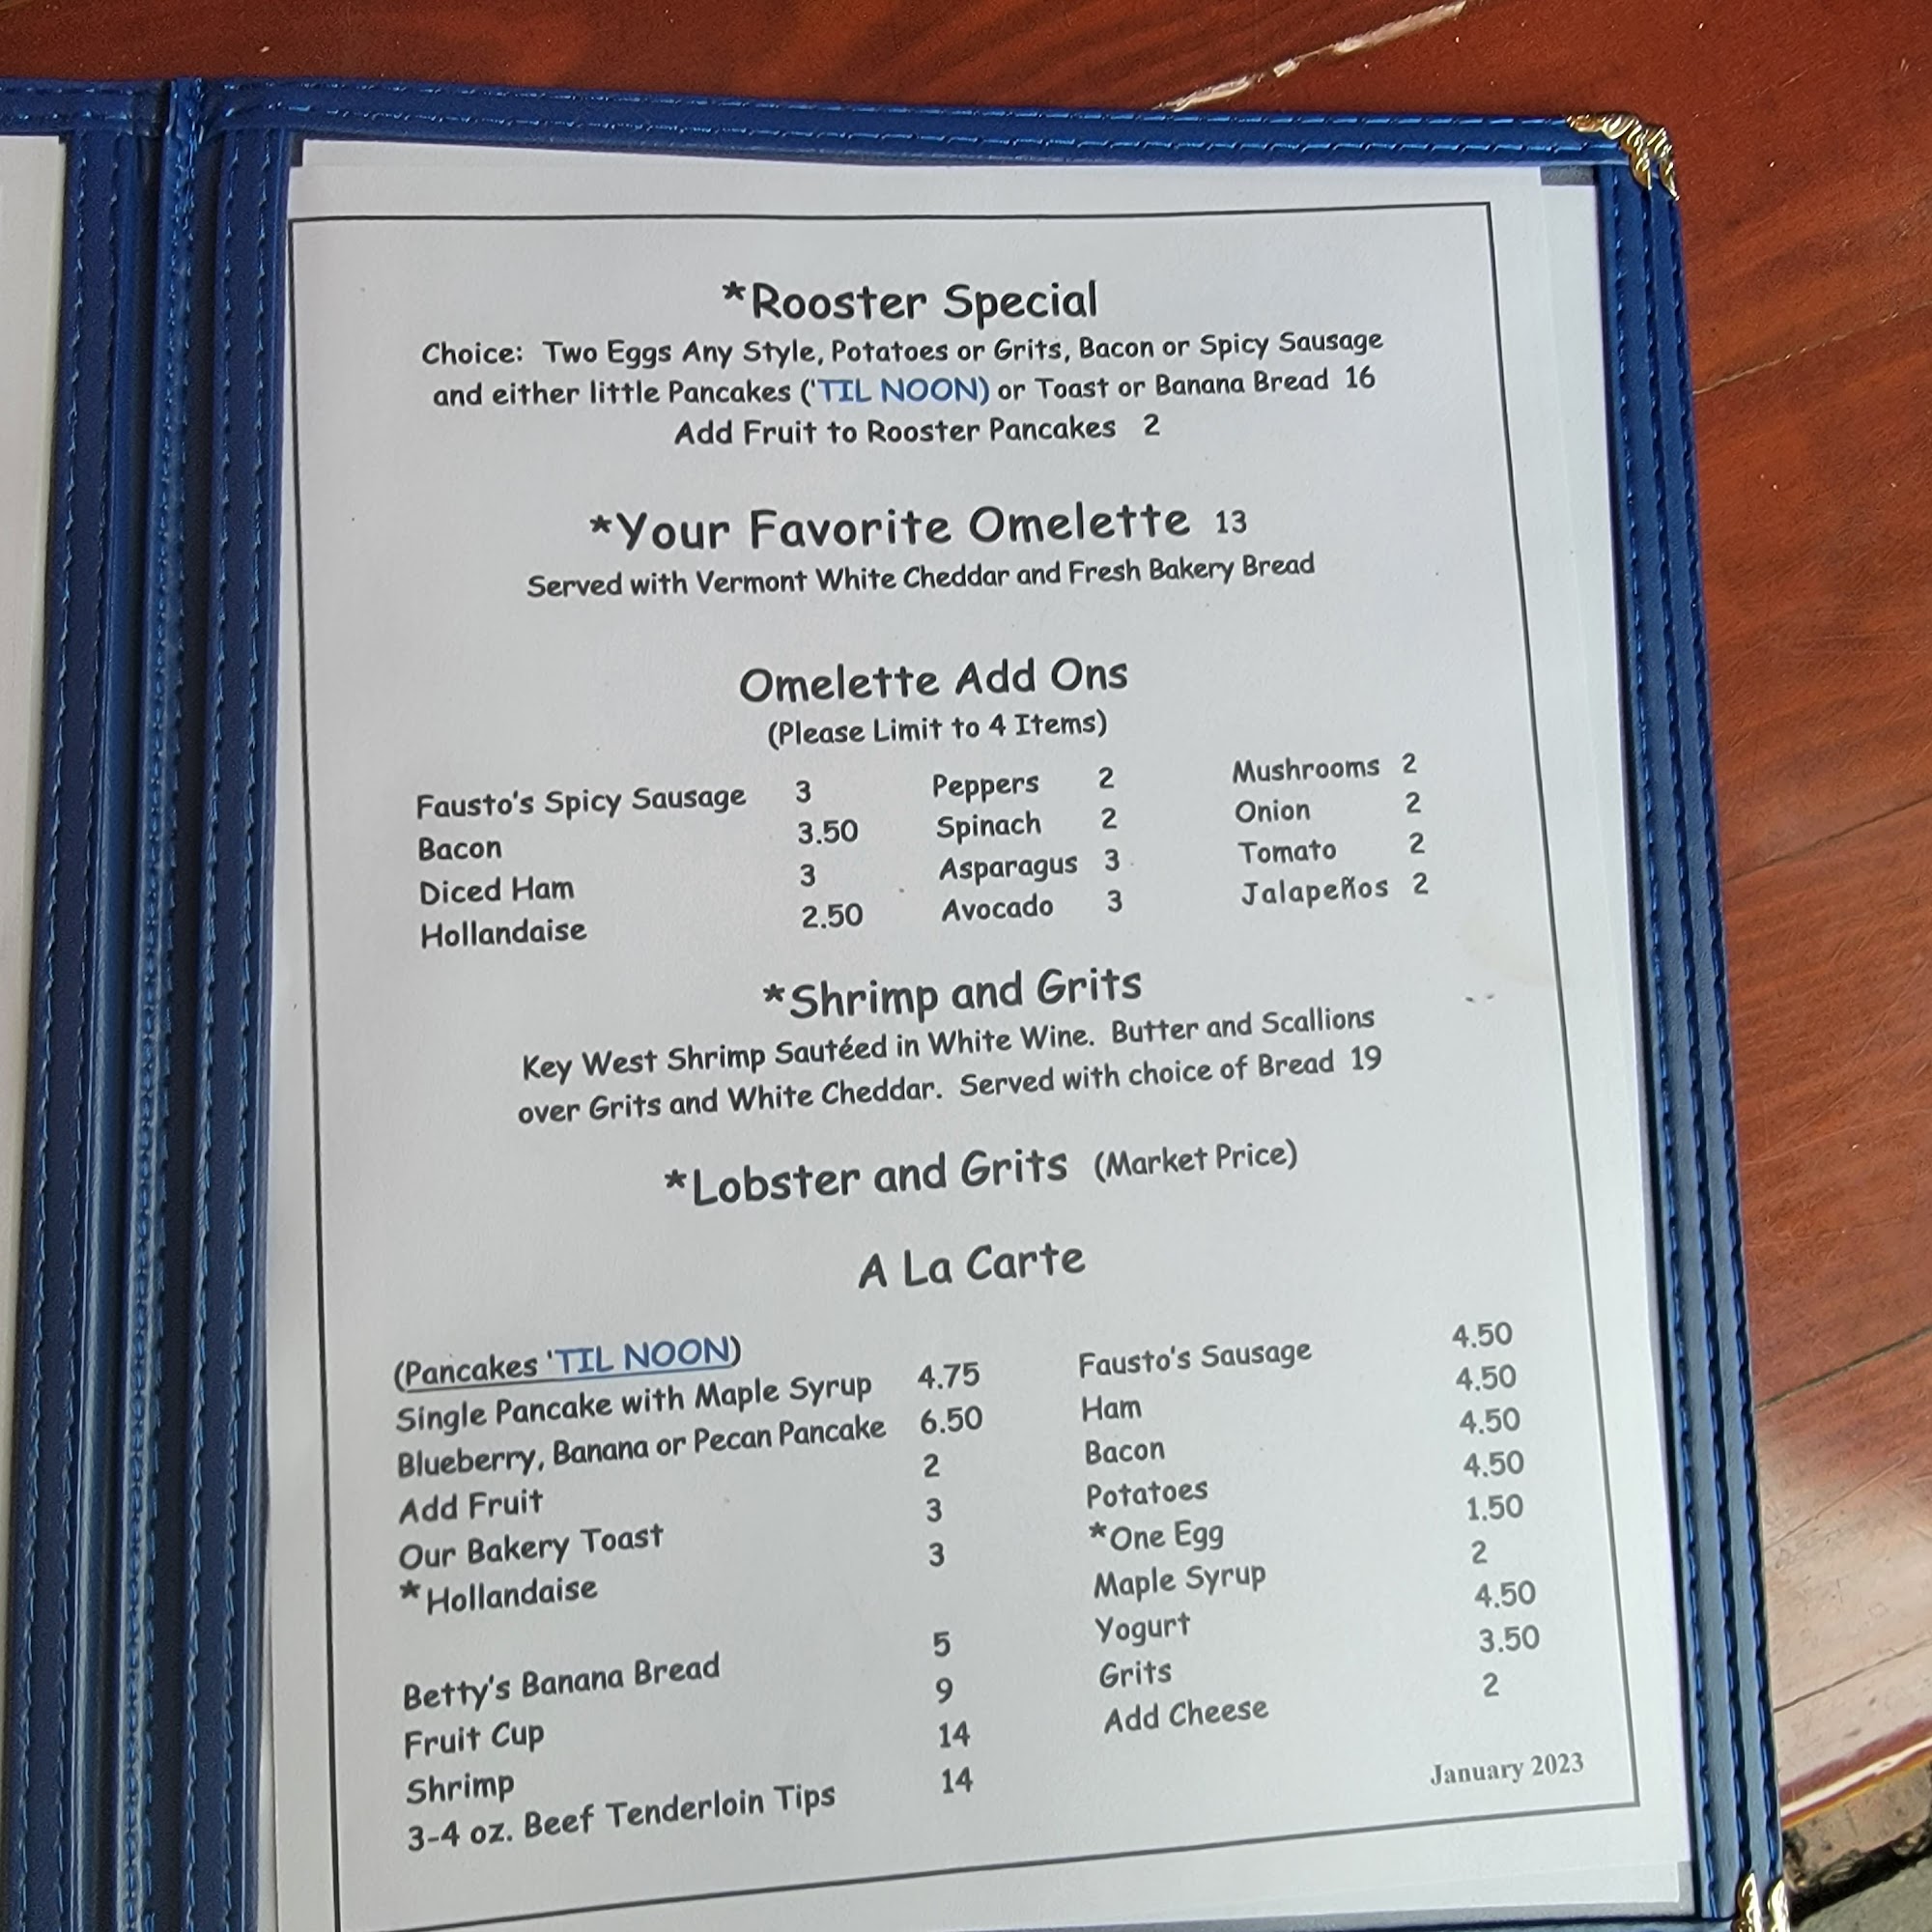 *Rooster Special
Choice: Two Eggs Any Style, Potatoes or Grits, Bacon or Spicy Sausage
and either little Pancakes ('TIL NOON) or Toast or Banana Bread 16
Add Fruit to Rooster Pancakes 2
*Your Favorite Omelette 13
Served with Vermont White Cheddar and Fresh Bakery Bread
Omelette Add Ons
(Please Limit to 4 Items)
Fausto's Spicy Sausage 3 Peppers 2 Mushrooms 2
Bacon 3.50 Spinach 2 Onion 2
Diced Ham 3 Asparagus 3 Tomato 2
Hollandaise 2.50 Avocado 3 JalapeÑos 2
*Shrimp and Grits
Key West Shrimp Sautéed in White Wine. Butter and Scallions
over Grits and White Cheddar. Served with choice of Bread 19
*Lobster and Grits (Market Price)
A La Carte
(Pancakes 'TIL NOON)
Single Pancake with Maple Syrup 4.75
Blueberry, Banana or Pecan Pancake 6.50
Add Fruit 2
Our Bakery Toast 3
*Hollandaise 3
Betty's Banana Bread 5
Fruit Cup 9
Shrimp 14
3-4 oz. Beef Tenderloin Tips 14
Fausto's Sausage 4.50
Ham 4.50
Bacon 4.50
Potatoes 4.50
*One Egg 1.50
Maple Syrup 2
Yogurt 4.50
Grits 3.50
Add Cheese 2
January 2023